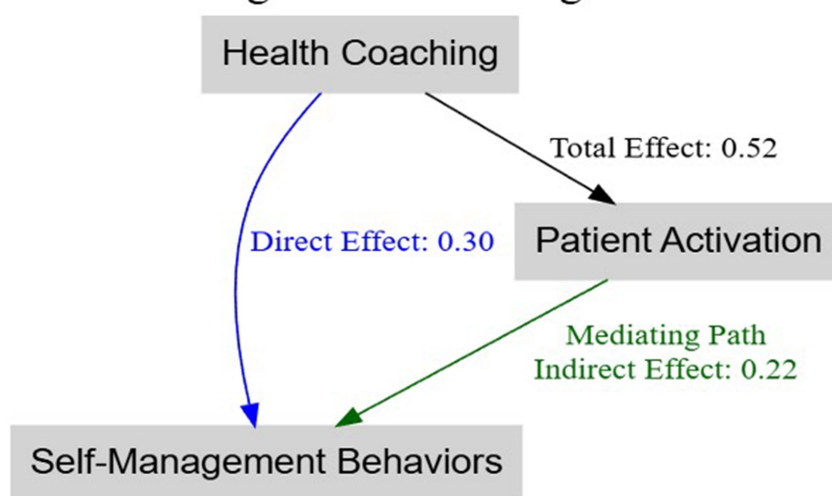 Health Coaching
Total Effect: 0.52
Direct Effect: 0.30
Patient Activation
Mediating Path
Indirect Effect: 0.22
Self-Management Behaviors